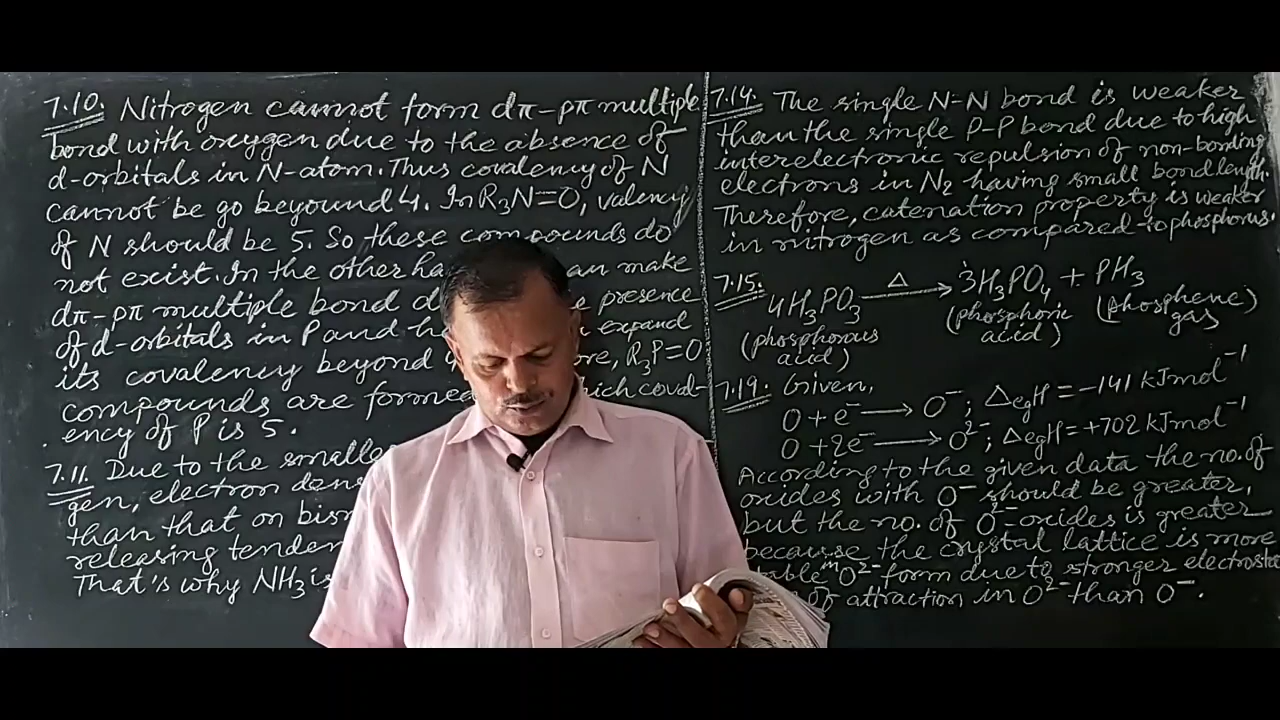 7.10. Nitrogen cannot form dπ-pπ multiple
bond with oxygen due to the absence of
d-orbitals in N-atom. Thus covalency of N
cannot be go beyound 4. In R₃N=O, valency
of N should be 5. So these compounds do
not exist. In the other ha an make
dπ-pπ multiple bond d e presence
of d-orbitals in P and h expand
its covalency beyond ore, R₃P=O
compounds are formed hich coval-
ency of P is 5.
7.11. Due to the smalle
gen, electron dens
than that on bism
releasing tenden
That's why NH₃ is
7.14. The single N-N bond is weaker
than the single P-P bond due to high
interelectronic repulsion of non-bonding
electrons in N₂ having small bond length.
Therefore, catenation property is weaker
in nitrogen as compared to phosphorus.
7.15. 4H₃PO₃ —Δ→ 3H₃PO₄ + PH₃
(phosphorous acid) (phosphoric acid) (phosphene gas)
7.19. Given,
O + e⁻ → O⁻; ΔegH = -141 kJmol⁻¹
O + 2e⁻ → O²⁻; ΔegH = +702 kJmol⁻¹
According to the given data the no. of
oxides with O⁻ should be greater,
but the no. of O²⁻ oxides is greater
because the crystal lattice is more
table in O²⁻ form due to stronger electrosta
of attraction in O²⁻ than O⁻.